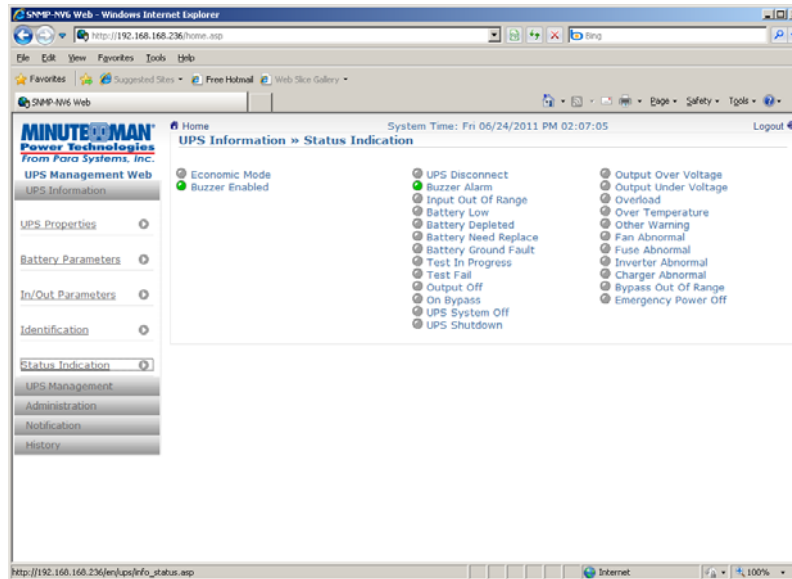 SNMP-NV6 Web - Windows Internet Explorer
http://192.168.168.236/home.asp
Bing
File Edit View Favorites Tools Help
Favorites Suggested Sites Free Hotmail Web Slice Gallery
SNMP-NV6 Web Page Safety Tools
MINUTEMAN
Power Technologies
From Para Systems, Inc.
UPS Management Web
UPS Information
UPS Properties
Battery Parameters
In/Out Parameters
Identification
Status Indication
UPS Management
Administration
Notification
History
Home System Time: Fri 06/24/2011 PM 02:07:05 Logout
UPS Information » Status Indication
Economic Mode
Buzzer Enabled
UPS Disconnect
Buzzer Alarm
Input Out Of Range
Battery Low
Battery Depleted
Battery Need Replace
Battery Ground Fault
Test In Progress
Test Fail
Output Off
On Bypass
UPS System Off
UPS Shutdown
Output Over Voltage
Output Under Voltage
Overload
Over Temperature
Other Warning
Fan Abnormal
Fuse Abnormal
Inverter Abnormal
Charger Abnormal
Bypass Out Of Range
Emergency Power Off
http://192.168.168.236/en/ups/info_status.asp Internet 100%